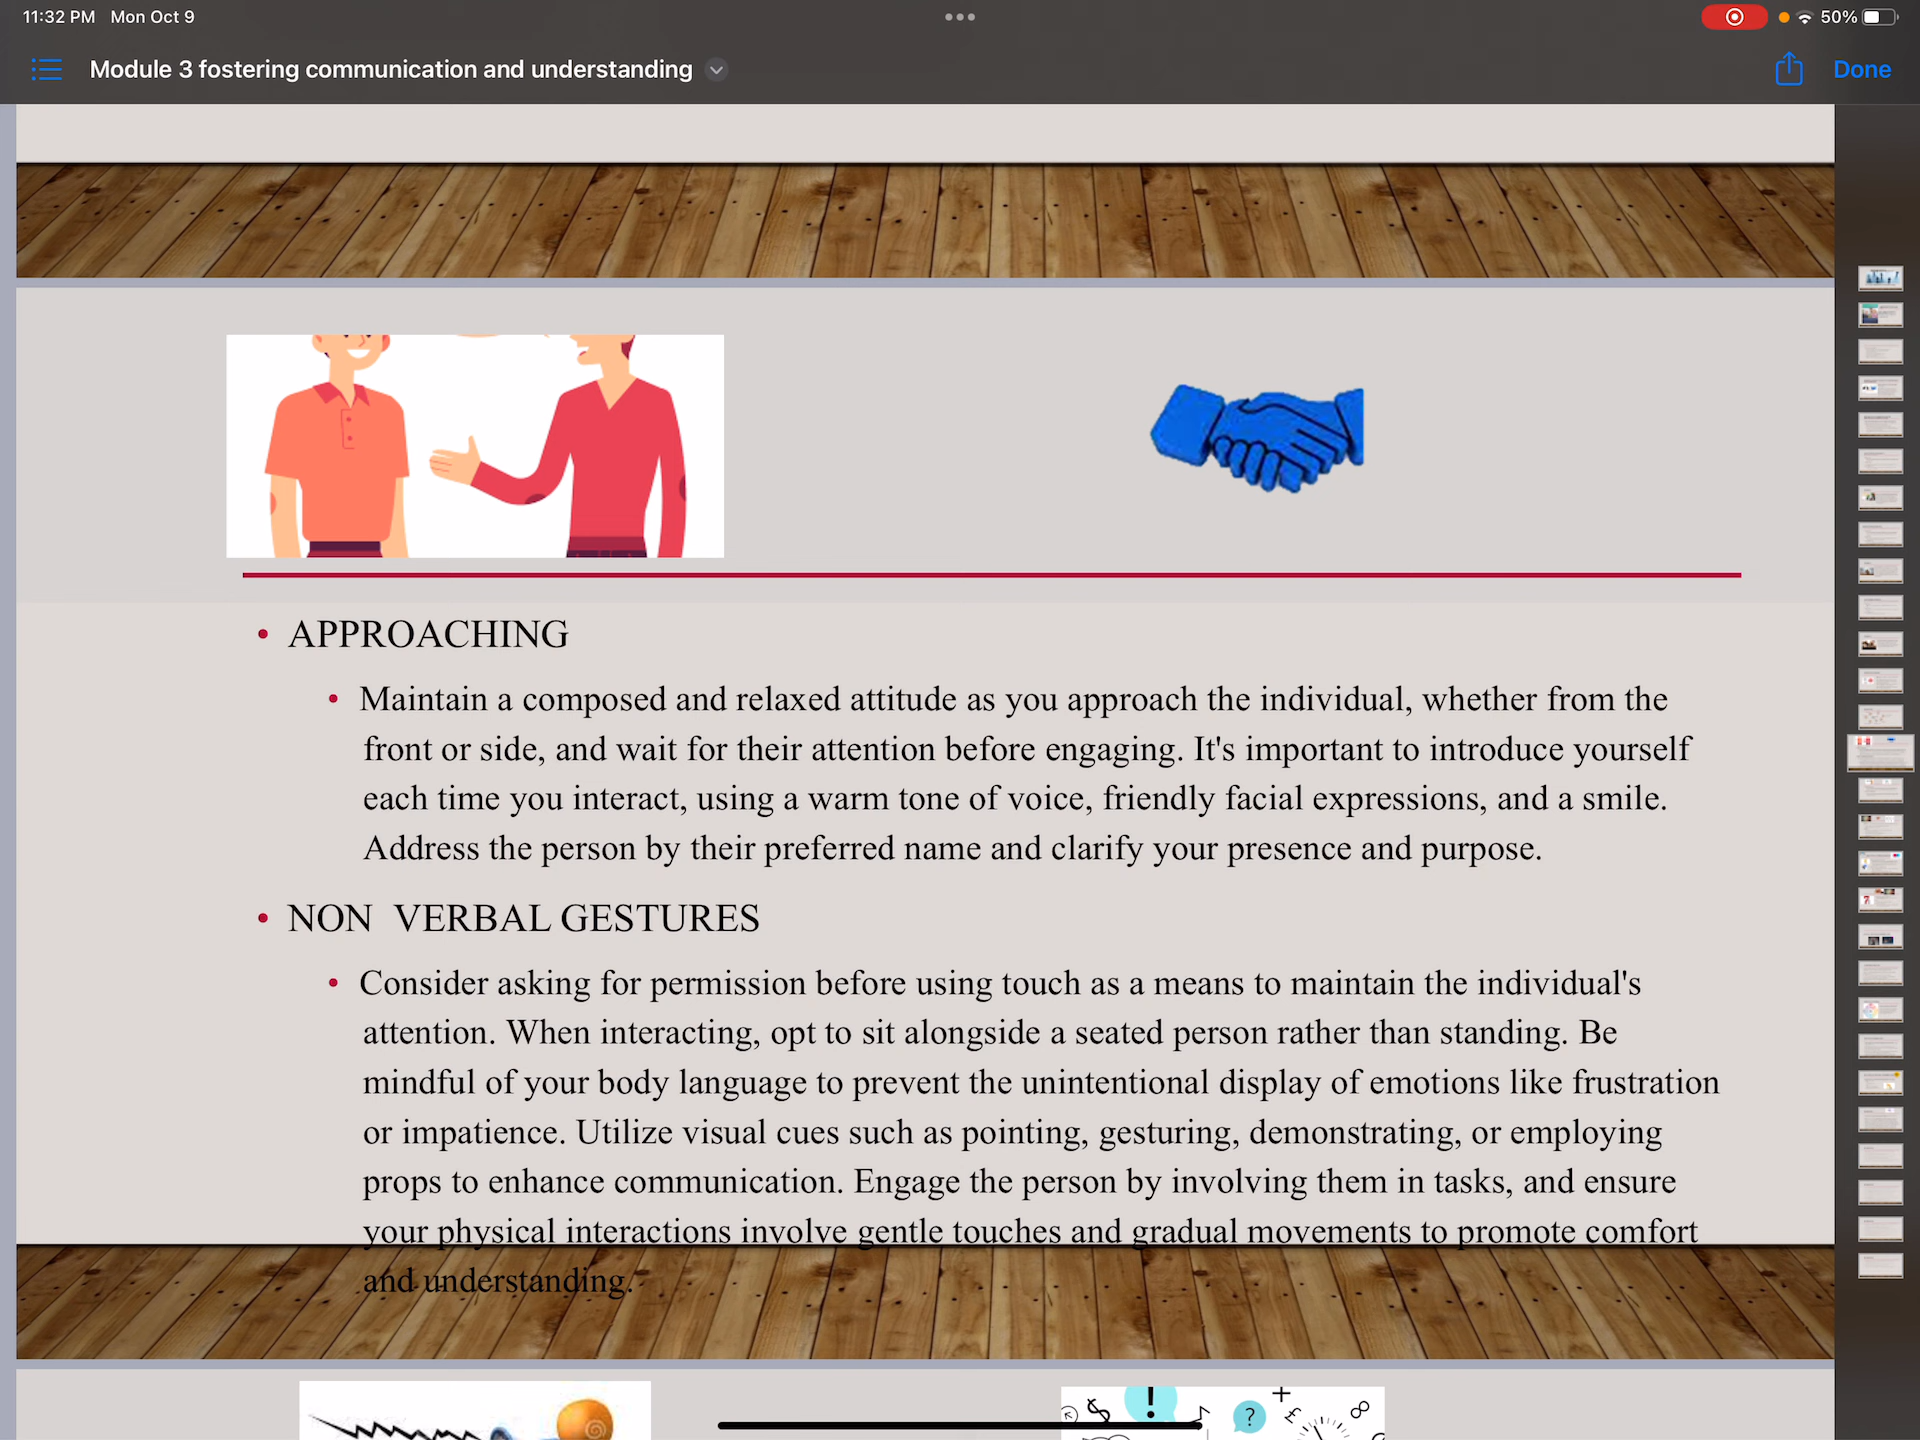 11:32 PM Mon Oct 9
50%
Module 3 fostering communication and understanding
Done
• APPROACHING
• Maintain a composed and relaxed attitude as you approach the individual, whether from the
front or side, and wait for their attention before engaging. It's important to introduce yourself
each time you interact, using a warm tone of voice, friendly facial expressions, and a smile.
Address the person by their preferred name and clarify your presence and purpose.
• NON VERBAL GESTURES
• Consider asking for permission before using touch as a means to maintain the individual's
attention. When interacting, opt to sit alongside a seated person rather than standing. Be
mindful of your body language to prevent the unintentional display of emotions like frustration
or impatience. Utilize visual cues such as pointing, gesturing, demonstrating, or employing
props to enhance communication. Engage the person by involving them in tasks, and ensure
your physical interactions involve gentle touches and gradual movements to promote comfort
and understanding.
$ ! ? + £ 8